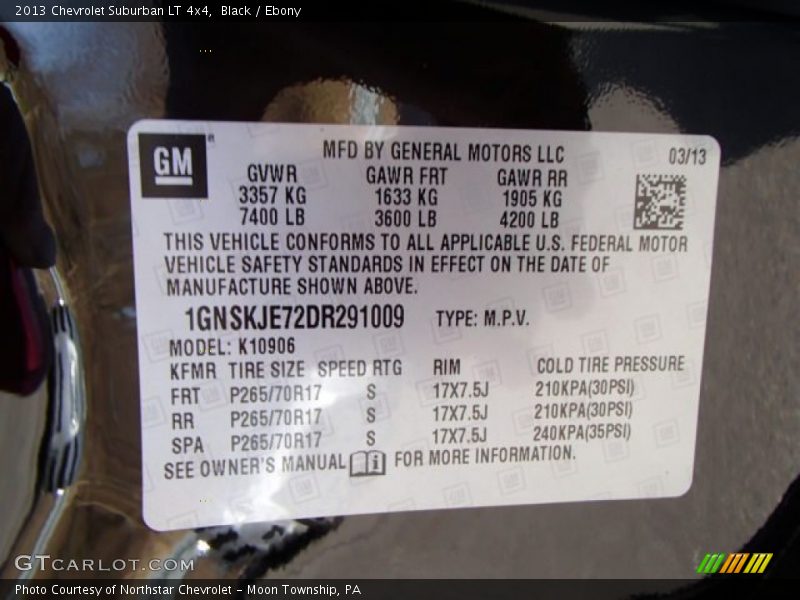 2013 Chevrolet Suburban LT 4x4, Black / Ebony
GM ®
MFD BY GENERAL MOTORS LLC 03/13
GVWR GAWR FRT GAWR RR
3357 KG 1633 KG 1905 KG
7400 LB 3600 LB 4200 LB
THIS VEHICLE CONFORMS TO ALL APPLICABLE U.S. FEDERAL MOTOR
VEHICLE SAFETY STANDARDS IN EFFECT ON THE DATE OF
MANUFACTURE SHOWN ABOVE.
1GNSKJE72DR291009 TYPE: M.P.V.
MODEL: K10906
KFMR TIRE SIZE SPEED RTG RIM COLD TIRE PRESSURE
FRT P265/70R17 S 17X7.5J 210KPA(30PSI)
RR P265/70R17 S 17X7.5J 210KPA(30PSI)
SPA P265/70R17 S 17X7.5J 240KPA(35PSI)
SEE OWNER'S MANUAL FOR MORE INFORMATION.
GTCARLOT.COM
Photo Courtesy of Northstar Chevrolet – Moon Township, PA